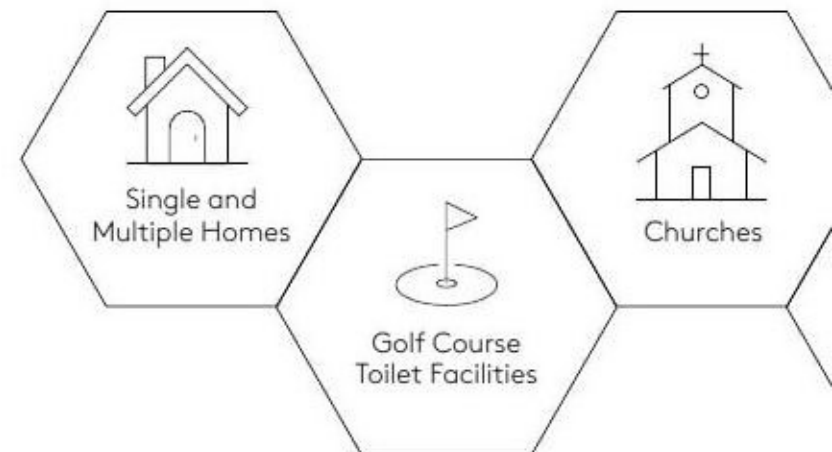 Single and
Multiple Homes
Golf Course
Toilet Facilities
Churches